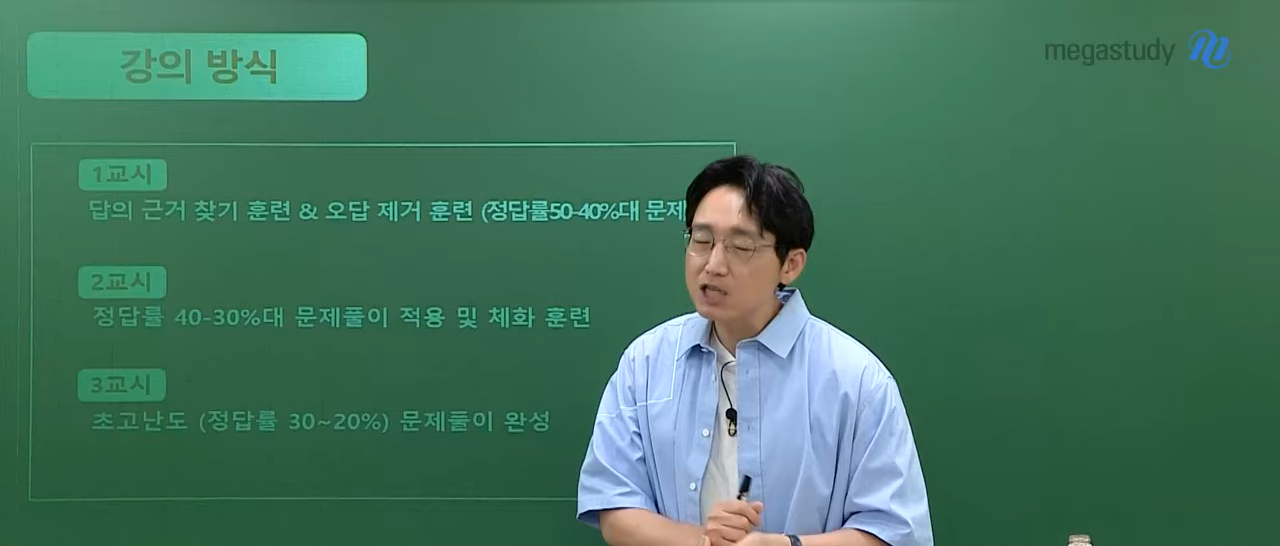 강의 방식
megastudy
1교시
답의 근거 찾기 훈련 & 오답 제거 훈련 (정답률50-40%대 문제
2교시
정답률 40-30%대 문제풀이 적용 및 체화 훈련
3교시
초고난도 (정답률 30~20%) 문제풀이 완성